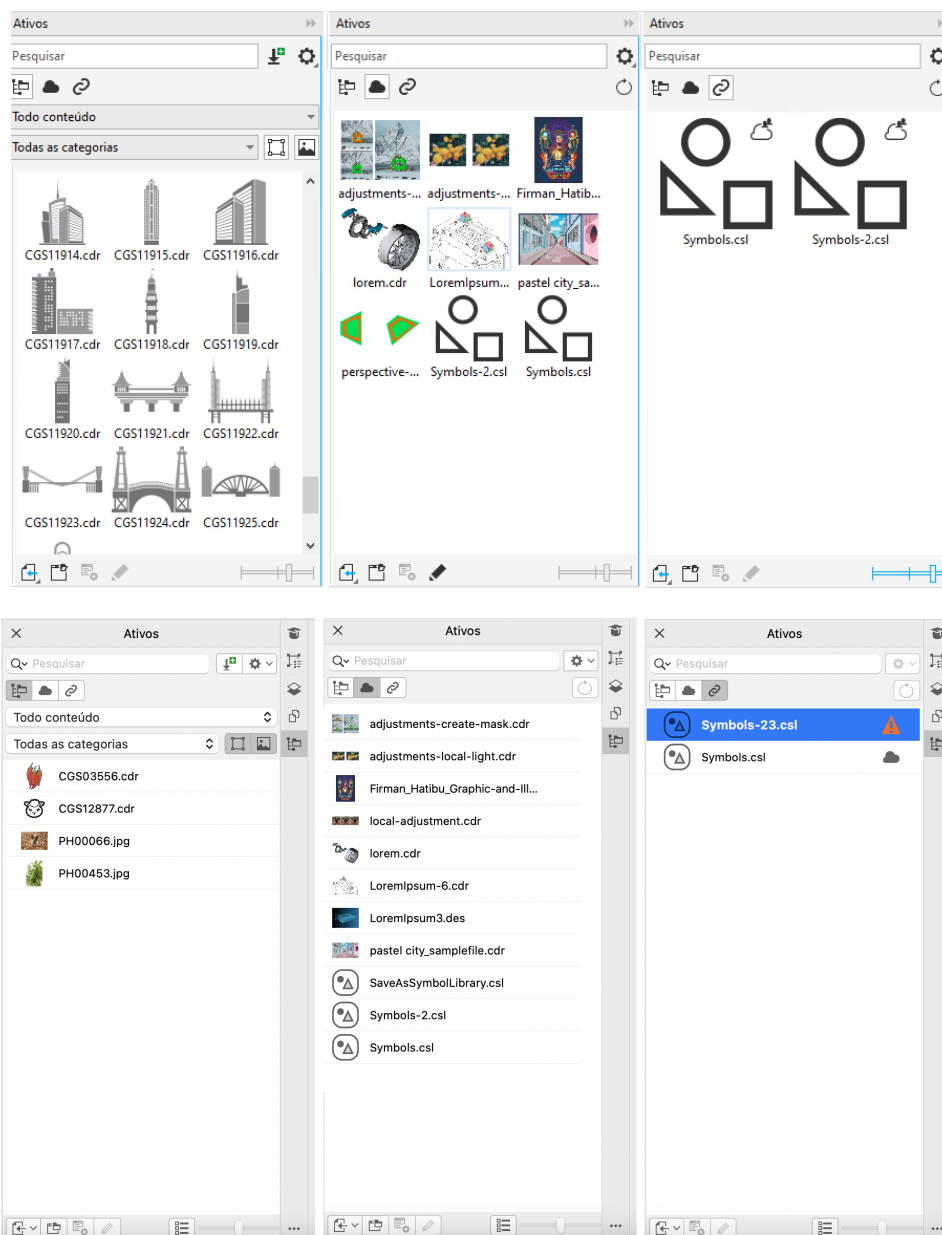 Ativos
Pesquisar
Todo conteúdo
Todas as categorias
CGS11914.cdr CGS11915.cdr CGS11916.cdr
CGS11917.cdr CGS11918.cdr CGS11919.cdr
CGS11920.cdr CGS11921.cdr CGS11922.cdr
CGS11923.cdr CGS11924.cdr CGS11925.cdr
Ativos
Pesquisar
adjustments-... adjustments-... Firman_Hatib...
lorem.cdr LoremIpsum... pastel city_sa...
perspective-... Symbols-2.csl Symbols.csl
Ativos
Pesquisar
Symbols.csl Symbols-2.csl
Ativos
Pesquisar
Todo conteúdo
Todas as categorias
CGS03556.cdr
CGS12877.cdr
PH00066.jpg
PH00453.jpg
Ativos
Pesquisar
adjustments-create-mask.cdr
adjustments-local-light.cdr
Firman_Hatibu_Graphic-and-Ill...
local-adjustment.cdr
lorem.cdr
LoremIpsum-6.cdr
LoremIpsum3.des
pastel city_samplefile.cdr
SaveAsSymbolLibrary.csl
Symbols-2.csl
Symbols.csl
Ativos
Pesquisar
Symbols-23.csl
Symbols.csl